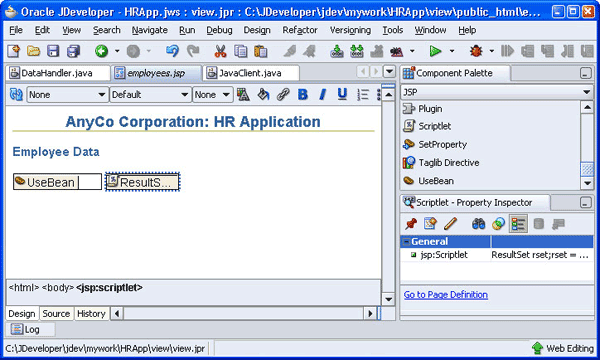 Oracle JDeveloper - HRApp.jws : view.jpr : C:\JDeveloper\jdev\mywork\HRApp\view\public_html\e...
File Edit View Search Navigate Run Debug Design Refactor Versioning Tools Window Help
DataHandler.java employees.jsp JavaClient.java
None Default None A B I U
AnyCo Corporation: HR Application
Employee Data
UseBean ResultS...
<html> <body> <jsp:scriptlet>
Design Source History
Component Palette
JSP
Plugin
Scriptlet
SetProperty
Taglib Directive
UseBean
Scriptlet - Property Inspector
General
jsp:Scriptlet ResultSet rset;rset = ...
Go to Page Definition
Log
C:\JDeveloper\jdev\mywork\HRApp\view\view.jpr Web Editing